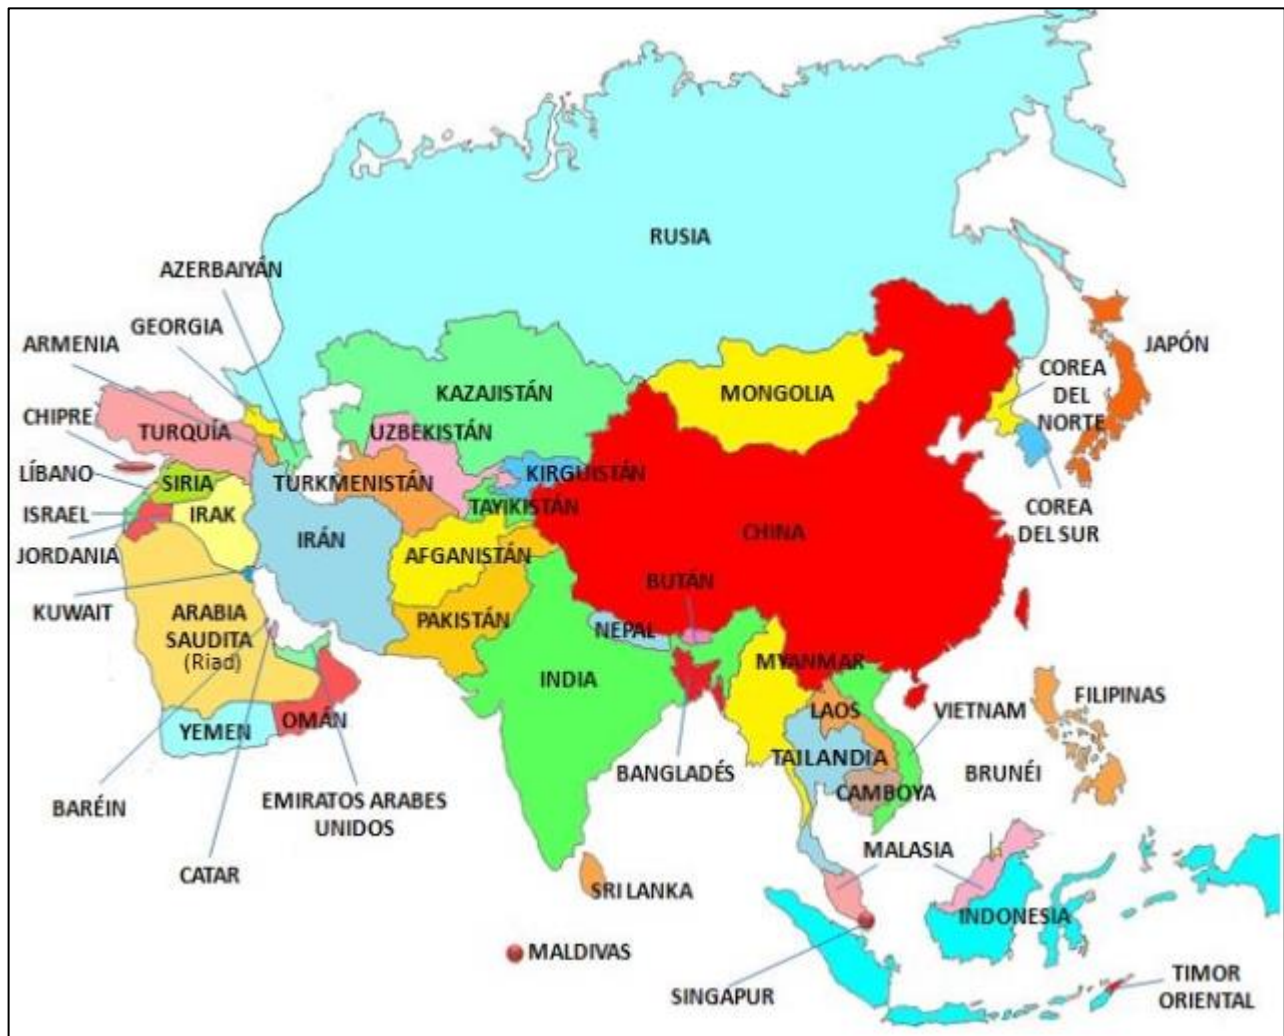 RUSIA
AZERBAIYÁN
GEORGIA
ARMENIA
JAPÓN
COREA
DEL
NORTE
KAZAJISTÁN
MONGOLIA
CHIPRE
TURQUÍA
UZBEKISTÁN
LÍBANO
SIRIA
TURKMENISTÁN
KIRGUISTÁN
TAYIKISTÁN
ISRAEL
IRAK
COREA
DEL SUR
CHINA
JORDANIA
IRÁN
AFGANISTÁN
BUTÁN
KUWAIT
ARABIA
SAUDITA
(Riad)
PAKISTÁN
NEPAL
MYANMAR
INDIA
FILIPINAS
LAOS
VIETNAM
YEMEN
OMÁN
TAILANDIA
BANGLADÉS
BRUNÉI
CAMBOYA
BARÉIN
EMIRATOS ARABES
UNIDOS
MALASIA
CATAR
SRI LANKA
INDONESIA
MALDIVAS
SINGAPUR
TIMOR
ORIENTAL